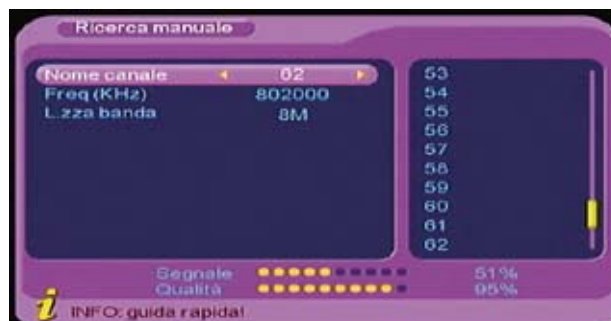 Ricerca manuale
Nome canale 62
Freq (KHz) 802000
L.zza banda 8M
53
54
55
56
57
58
59
60
61
62
Segnale 51%
Qualità 95%
i INFO: guida rapida!